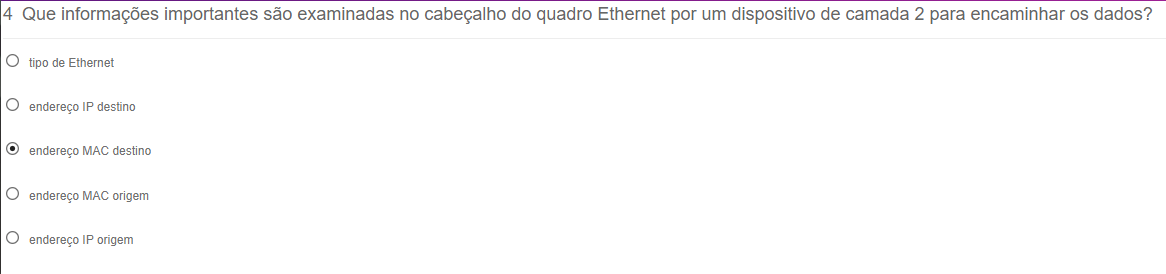 4 Que informações importantes são examinadas no cabeçalho do quadro Ethernet por um dispositivo de camada 2 para encaminhar os dados?
tipo de Ethernet
endereço IP destino
endereço MAC destino
endereço MAC origem
endereço IP origem